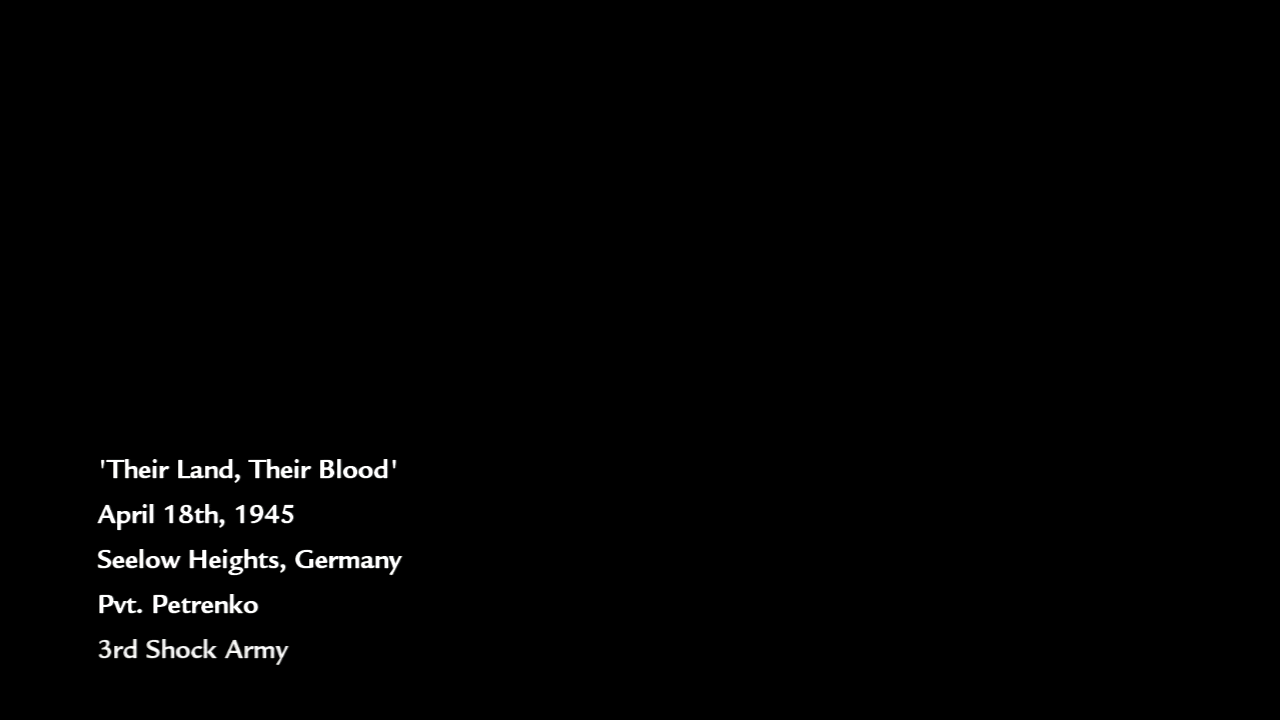 'Their Land, Their Blood'
April 18th, 1945
Seelow Heights, Germany
Pvt. Petrenko
3rd Shock Army